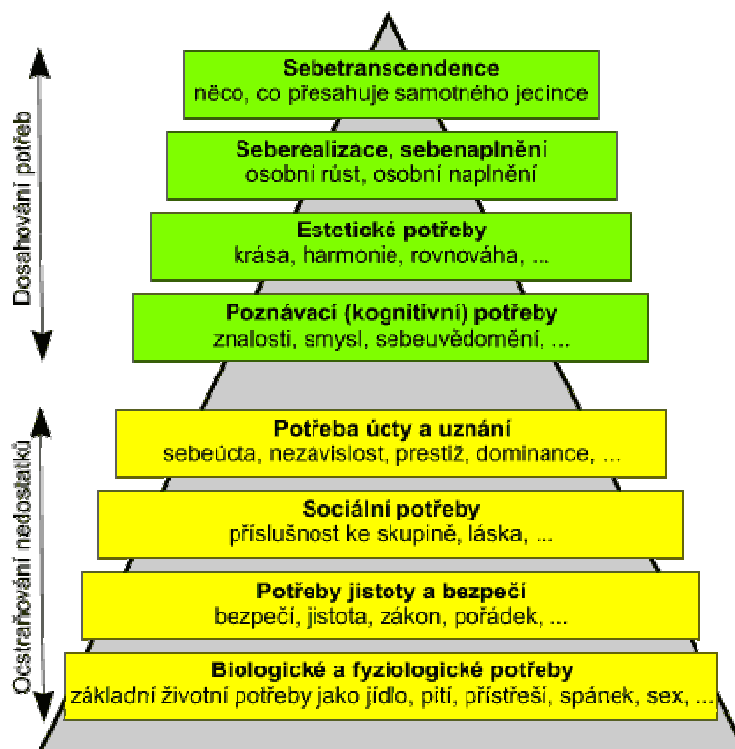 Sebetranscendence
něco, co přesahuje samotného jecince
Seberealizace, sebenaplnění
osobní růst, osobní naplnění
Estetické potřeby
krása, harmonie, rovnováha, ...
Poznávací (kognitivní) potřeby
znalosti, smysl, sebeuvědomění, ...
Dosahování potřeb
Potřeba úcty a uznání
sebeúcta, nezávislost, prestiž, dominance, ...
Sociální potřeby
příslušnost ke skupině, láska, ...
Potřeby jistoty a bezpečí
bezpečí, jistota, zákon, pořádek, ...
Biologické a fyziologické potřeby
základní životní potřeby jako jídlo, pití, přístřeší, spánek, sex, ...
Očstraňování nedostatků